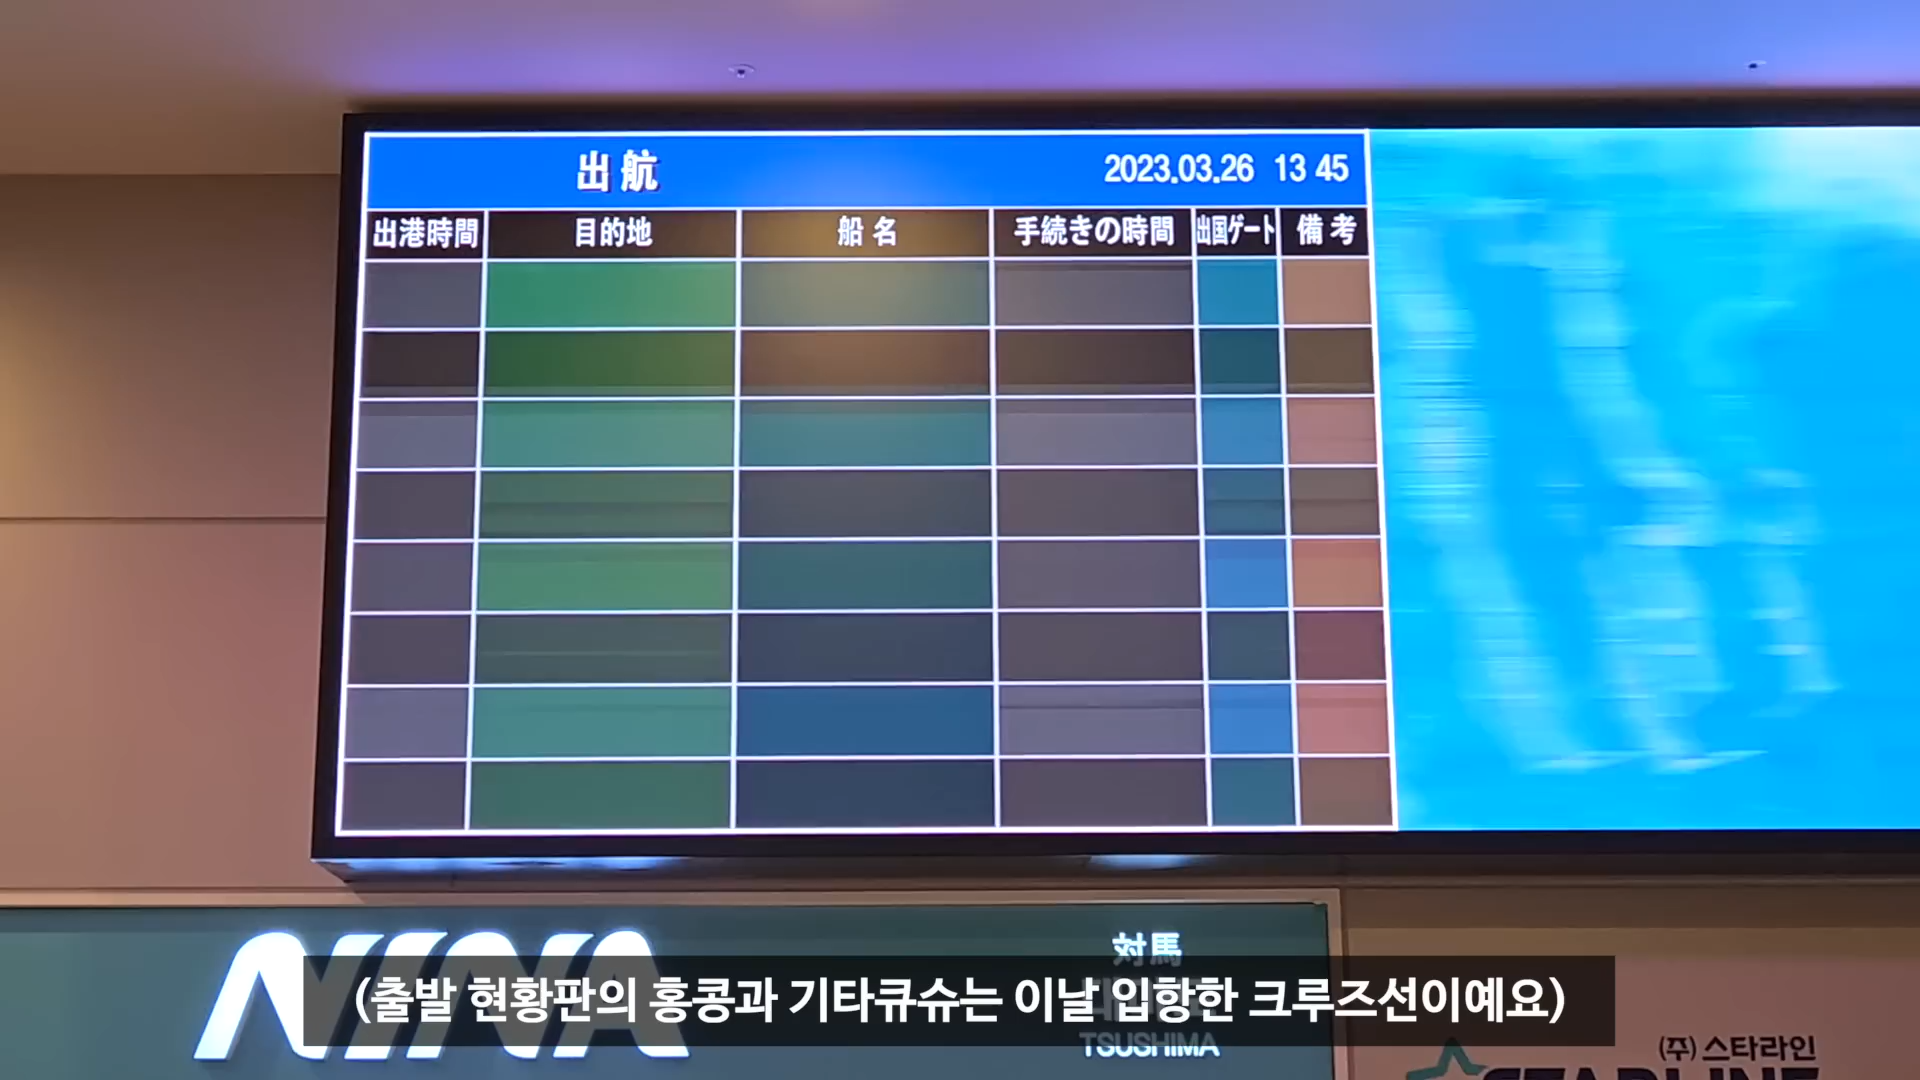 出航 2023.03.26 13 45
出港時間 目的地 船名 手続きの時間 出国ゲート 備考
NINA
対馬
(출발 현황판의 홍콩과 기타큐슈는 이날 입항한 크루즈선이예요)
TSUSHIMA
(주)스타라인
STARLINE